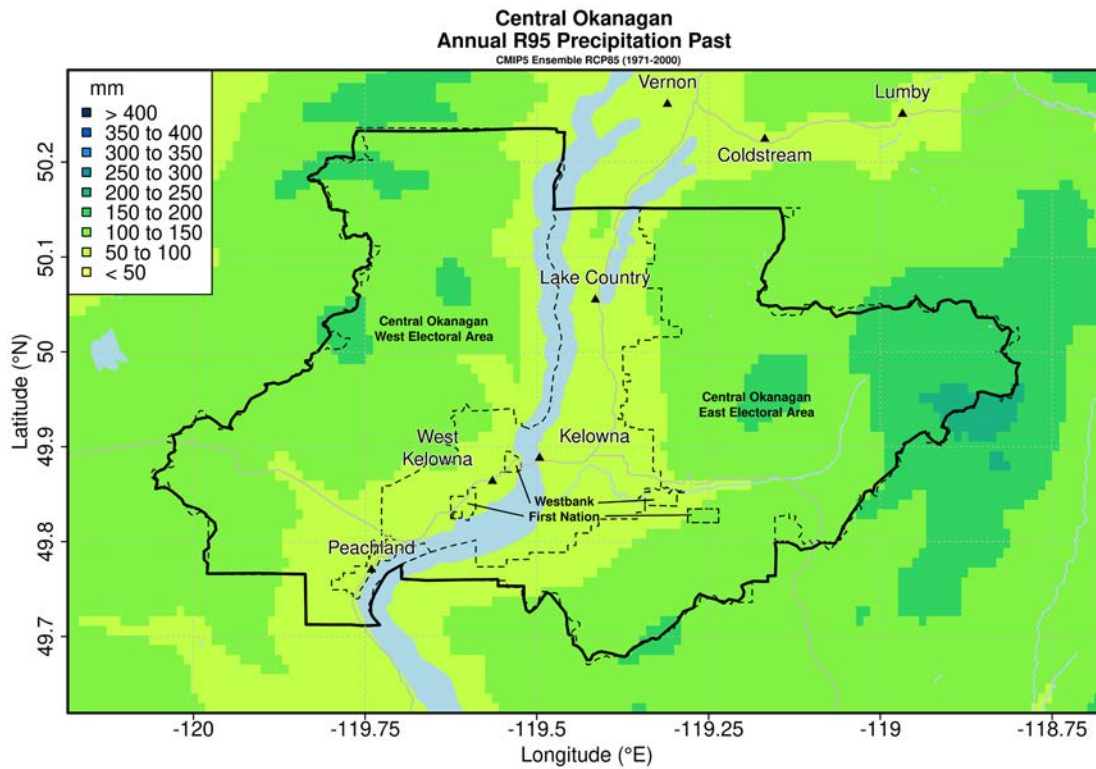 Central Okanagan
Annual R95 Precipitation Past
CMIP5 Ensemble RCP85 (1971-2000)
mm
> 400
350 to 400
300 to 350
250 to 300
200 to 250
150 to 200
100 to 150
50 to 100
< 50
Vernon
Lumby
Coldstream
Lake Country
Central Okanagan
West Electoral Area
Central Okanagan
East Electoral Area
West
Kelowna
Kelowna
Westbank
First Nation
Peachland
50.2
50.1
50
49.9
49.8
49.7
Latitude (°N)
-120
-119.75
-119.5
-119.25
-119
-118.75
Longitude (°E)